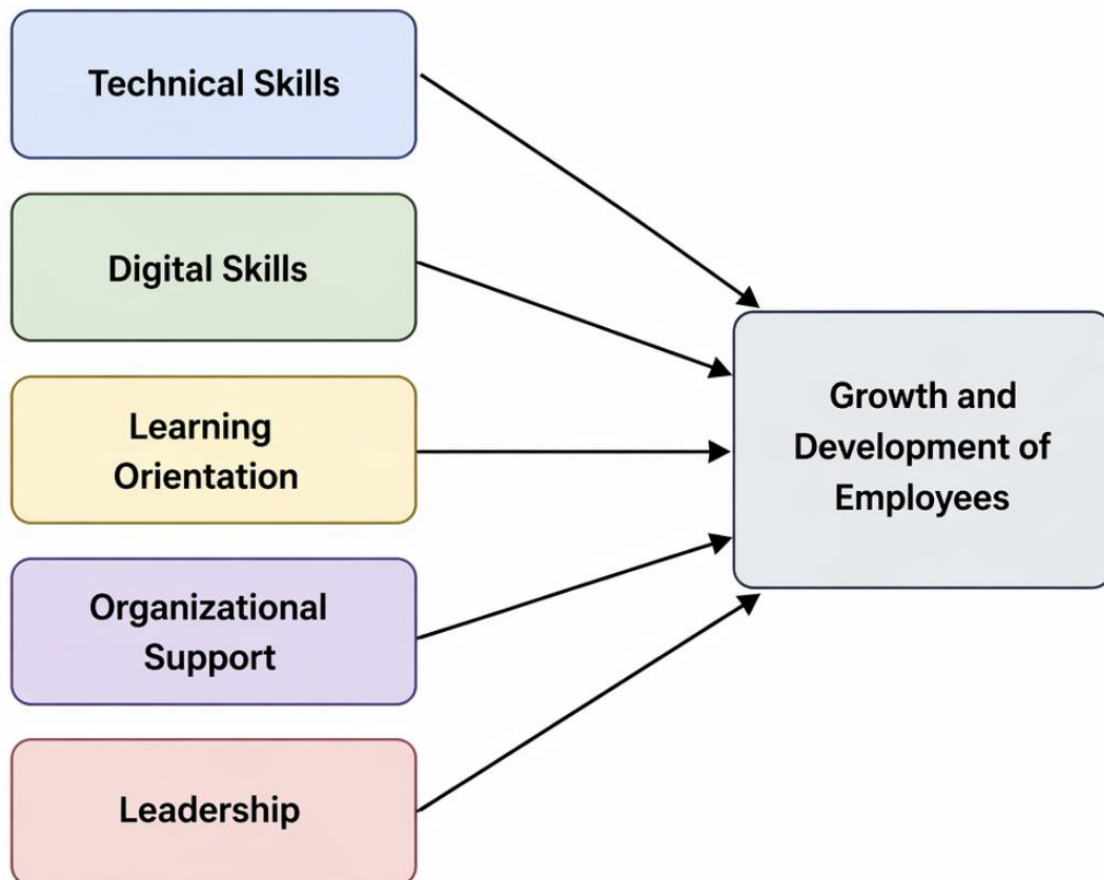 Technical Skills
Digital Skills
Learning
Orientation
Organizational
Support
Leadership
Growth and
Development of
Employees